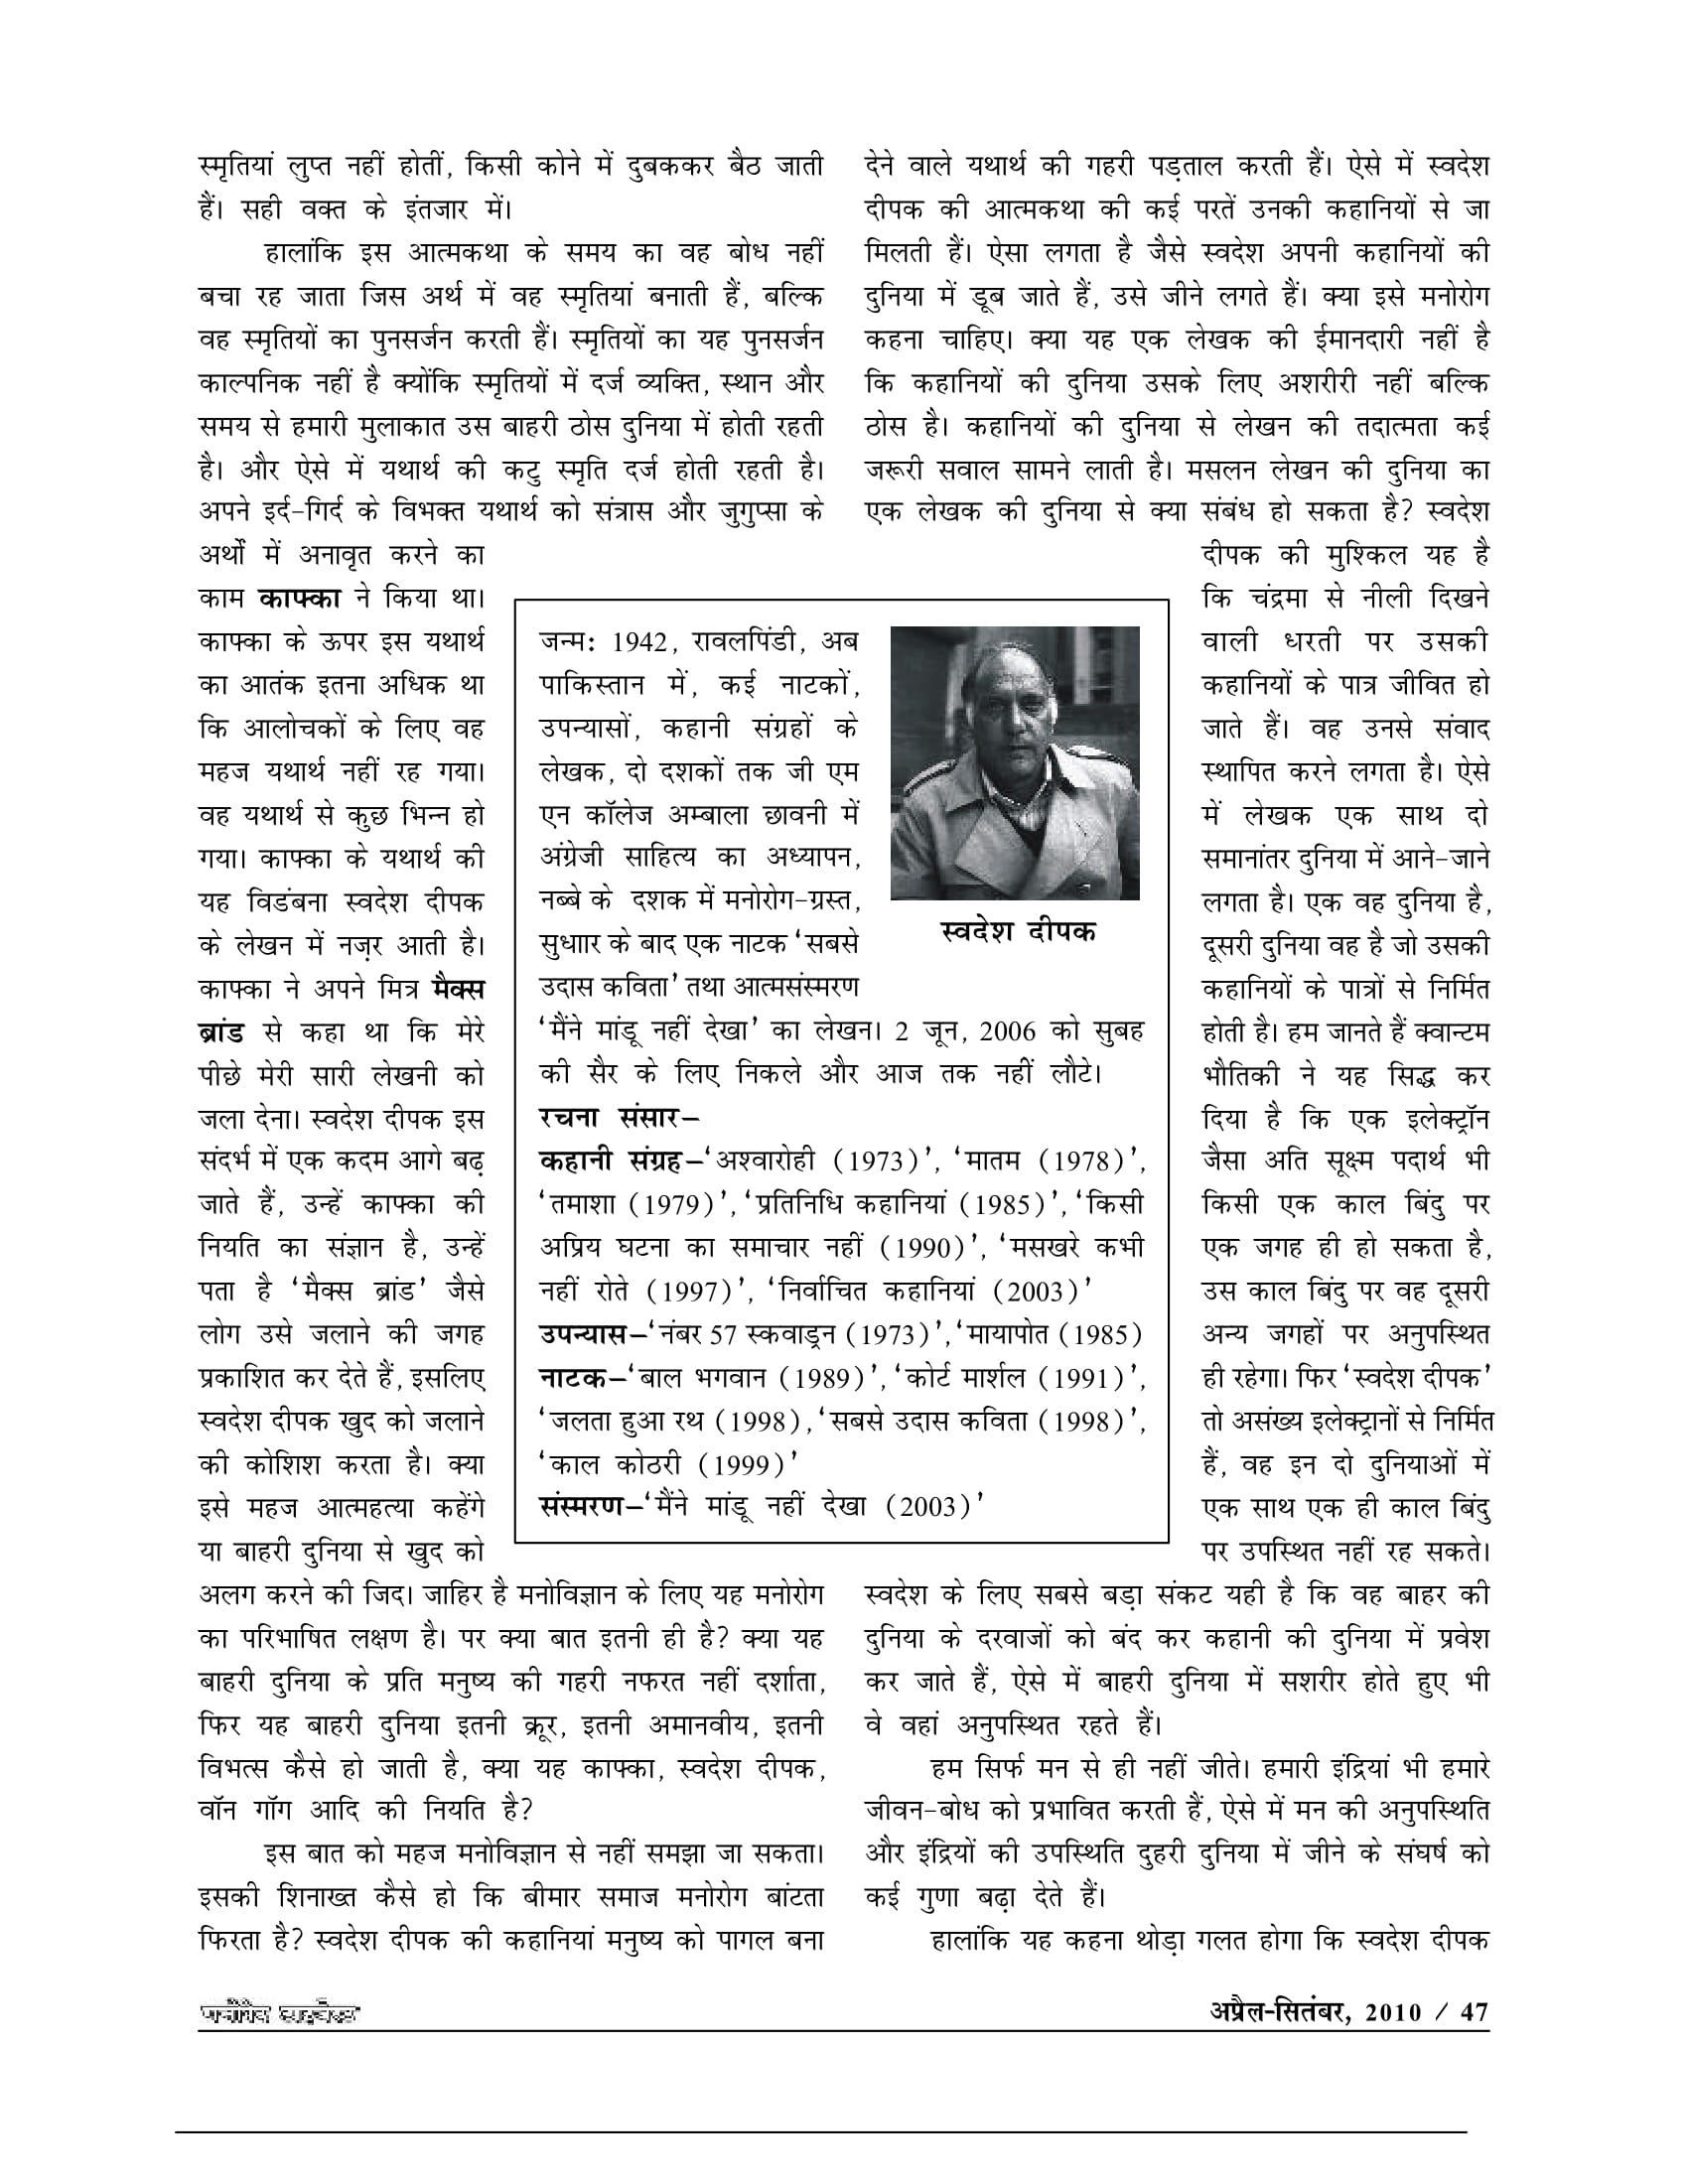 स्मृतियां लुप्त नहीं होतीं, किसी कोने में दुबककर बैठ जाती
हैं। सही वक्त के इंतजार में।
हालांकि इस आत्मकथा के समय का वह बोध नहीं
बचा रह जाता जिस अर्थ में वह स्मृतियां बनाती हैं, बल्कि
वह स्मृतियों का पुनसर्जन करती हैं। स्मृतियों का यह पुनसर्जन
काल्पनिक नहीं है क्योंकि स्मृतियों में दर्ज व्यक्ति, स्थान और
समय से हमारी मुलाकात उस बाहरी ठोस दुनिया में होती रहती
है। और ऐसे में यथार्थ की कटु स्मृति दर्ज होती रहती है।
अपने इर्द-गिर्द के विभक्त यथार्थ को संत्रास और जुगुप्सा के
अर्थों में अनावृत करने का
काम काफ्का ने किया था।
काफ्का के ऊपर इस यथार्थ
का आतंक इतना अधिक था
कि आलोचकों के लिए वह
महज यथार्थ नहीं रह गया।
वह यथार्थ से कुछ भिन्न हो
गया। काफ्का के यथार्थ की
यह विडंबना स्वदेश दीपक
के लेखन में नज़र आती है।
काफ्का ने अपने मित्र मैक्स
ब्रांड से कहा था कि मेरे
पीछे मेरी सारी लेखनी को
जला देना। स्वदेश दीपक इस
संदर्भ में एक कदम आगे बढ़
जाते हैं, उन्हें काफ्का की
नियति का संज्ञान है, उन्हें
पता है ‘मैक्स ब्रांड’ जैसे
लोग उसे जलाने की जगह
प्रकाशित कर देते हैं, इसलिए
स्वदेश दीपक खुद को जलाने
की कोशिश करता है। क्या
इसे महज आत्महत्या कहेंगे
या बाहरी दुनिया से खुद को
अलग करने की जिद। जाहिर है मनोविज्ञान के लिए यह मनोरोग
का परिभाषित लक्षण है। पर क्या बात इतनी ही है? क्या यह
बाहरी दुनिया के प्रति मनुष्य की गहरी नफरत नहीं दर्शाता,
फिर यह बाहरी दुनिया इतनी क्रूर, इतनी अमानवीय, इतनी
विभत्स कैसे हो जाती है, क्या यह काफ्का, स्वदेश दीपक,
वॉन गॉग आदि की नियति है?
इस बात को महज मनोविज्ञान से नहीं समझा जा सकता।
इसकी शिनाख्त कैसे हो कि बीमार समाज मनोरोग बांटता
फिरता है? स्वदेश दीपक की कहानियां मनुष्य को पागल बना
देने वाले यथार्थ की गहरी पड़ताल करती हैं। ऐसे में स्वदेश
दीपक की आत्मकथा की कई परतें उनकी कहानियों से जा
मिलती हैं। ऐसा लगता है जैसे स्वदेश अपनी कहानियों की
दुनिया में डूब जाते हैं, उसे जीने लगते हैं। क्या इसे मनोरोग
कहना चाहिए। क्या यह एक लेखक की ईमानदारी नहीं है
कि कहानियों की दुनिया उसके लिए अशरीरी नहीं बल्कि
ठोस है। कहानियों की दुनिया से लेखन की तदात्मता कई
जरूरी सवाल सामने लाती है। मसलन लेखन की दुनिया का
एक लेखक की दुनिया से क्या संबंध हो सकता है? स्वदेश
दीपक की मुश्किल यह है
कि चंद्रमा से नीली दिखने
वाली धरती पर उसकी
कहानियों के पात्र जीवित हो
जाते हैं। वह उनसे संवाद
स्थापित करने लगता है। ऐसे
में लेखक एक साथ दो
समानांतर दुनिया में आने-जाने
लगता है। एक वह दुनिया है,
दूसरी दुनिया वह है जो उसकी
कहानियों के पात्रों से निर्मित
होती है। हम जानते हैं क्वान्टम
भौतिकी ने यह सिद्ध कर
दिया है कि एक इलेक्ट्रॉन
जैसा अति सूक्ष्म पदार्थ भी
किसी एक काल बिंदु पर
एक जगह ही हो सकता है,
उस काल बिंदु पर वह दूसरी
अन्य जगहों पर अनुपस्थित
ही रहेगा। फिर ‘स्वदेश दीपक’
तो असंख्य इलेक्ट्रानों से निर्मित
हैं, वह इन दो दुनियाओं में
एक साथ एक ही काल बिंदु
पर उपस्थित नहीं रह सकते।
स्वदेश के लिए सबसे बड़ा संकट यही है कि वह बाहर की
दुनिया के दरवाजों को बंद कर कहानी की दुनिया में प्रवेश
कर जाते हैं, ऐसे में बाहरी दुनिया में सशरीर होते हुए भी
वे वहां अनुपस्थित रहते हैं।
हम सिर्फ मन से ही नहीं जीते। हमारी इंद्रियां भी हमारे
जीवन-बोध को प्रभावित करती हैं, ऐसे में मन की अनुपस्थिति
और इंद्रियों की उपस्थिति दुहरी दुनिया में जीने के संघर्ष को
कई गुणा बढ़ा देते हैं।
हालांकि यह कहना थोड़ा गलत होगा कि स्वदेश दीपक
जन्म: 1942, रावलपिंडी, अब
पाकिस्तान में, कई नाटकों,
उपन्यासों, कहानी संग्रहों के
लेखक, दो दशकों तक जी एम
एन कॉलेज अम्बाला छावनी में
अंग्रेजी साहित्य का अध्यापन,
नब्बे के दशक में मनोरोग-ग्रस्त,
सुधाार के बाद एक नाटक ‘सबसे
उदास कविता’ तथा आत्मसंस्मरण
‘मैंने मांडू नहीं देखा’ का लेखन। 2 जून, 2006 को सुबह
की सैर के लिए निकले और आज तक नहीं लौटे।
स्वदेश दीपक
रचना संसार–
कहानी संग्रह–‘अश्वारोही (1973)’, ‘मातम (1978)’,
‘तमाशा (1979)’, ‘प्रतिनिधि कहानियां (1985)’, ‘किसी
अप्रिय घटना का समाचार नहीं (1990)’, ‘मसखरे कभी
नहीं रोते (1997)’, ‘निर्वाचित कहानियां (2003)’
उपन्यास–‘नंबर 57 स्कवाड्रन (1973)’, ‘मायापोत (1985)
नाटक–‘बाल भगवान (1989)’, ‘कोर्ट मार्शल (1991)’,
‘जलता हुआ रथ (1998), ‘सबसे उदास कविता (1998)’,
‘काल कोठरी (1999)’
संस्मरण–‘मैंने मांडू नहीं देखा (2003)’
अप्रैल-सितंबर, 2010 / 47